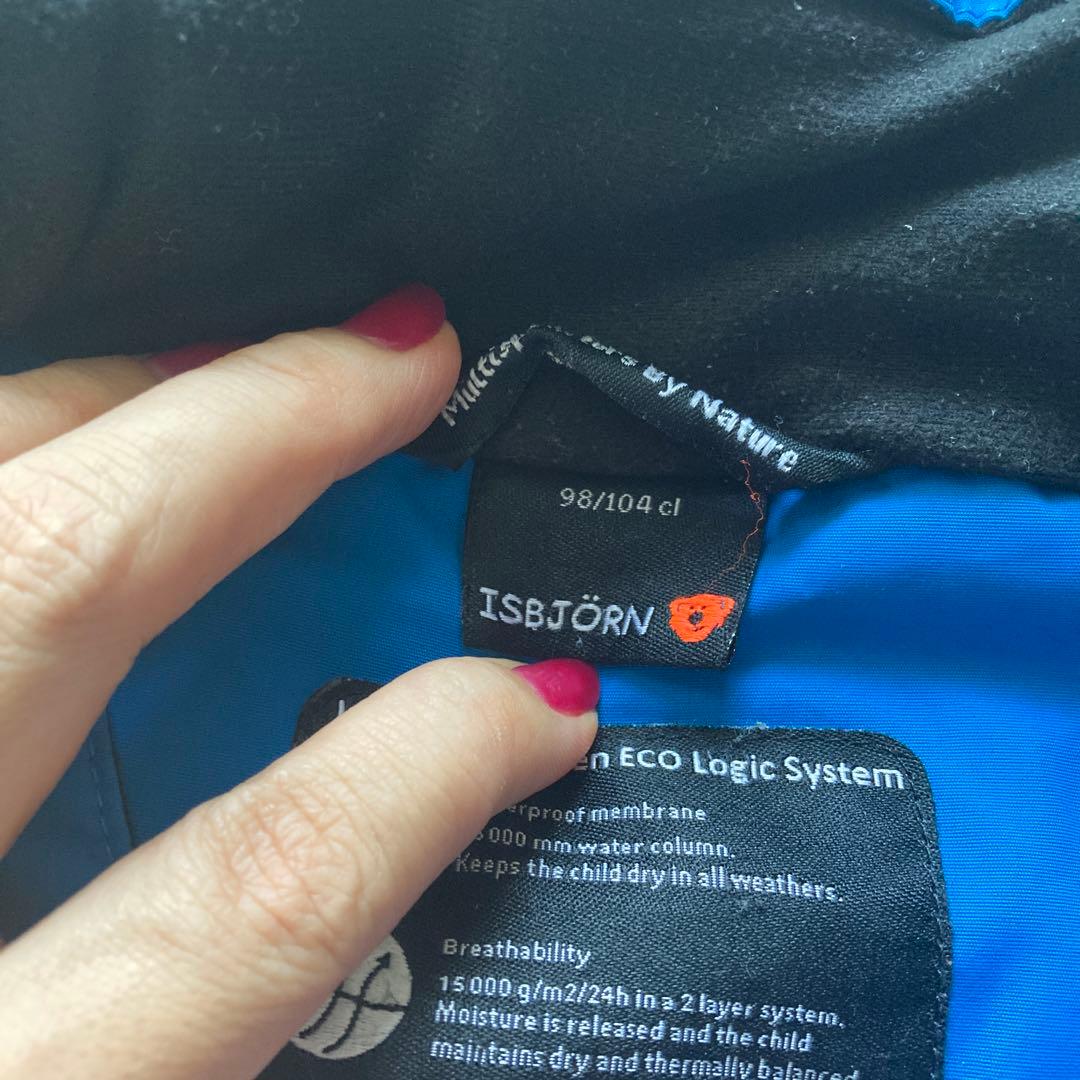 By Nature
98/104 cl
ISBJÖRN
ECO Logic System
membrane
000 mm water column.
Keeps the child dry in all weathers.
Breathability
15 000 g/m2/24h in a 2 layer system.
Moisture is released and the child
maintains dry and thermally balanced